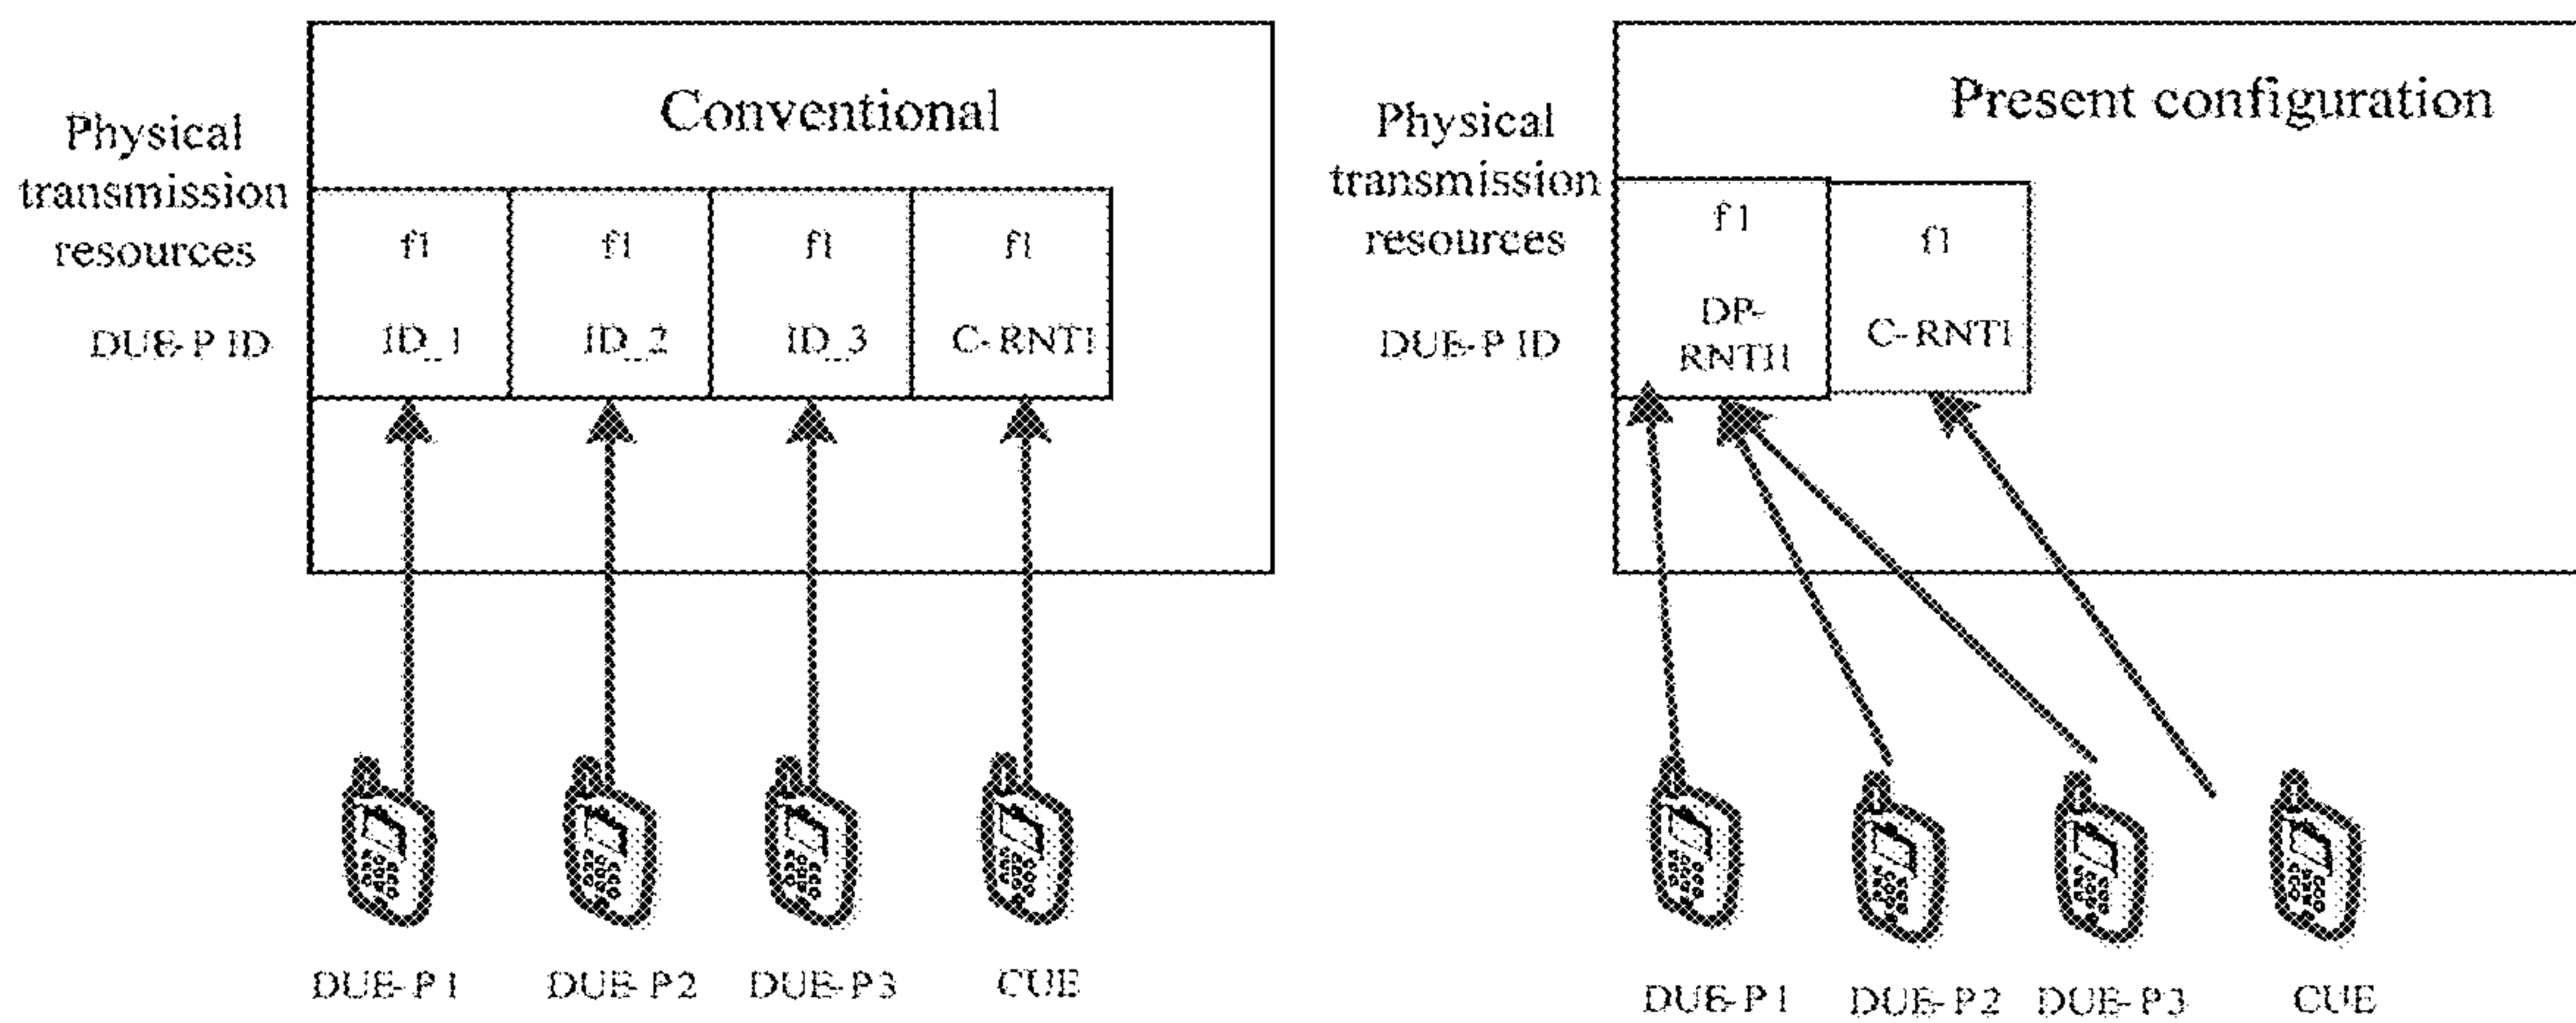 Conventional
Physical
transmission
resources
f1
f1
f1
f1
DUE-P ID
ID_1
ID_2
ID_3
C-RNTI
DUE-P1
DUE-P2
DUE-P3
CUE
Present configuration
Physical
transmission
resources
f1
f1
DUE-P ID
DP-
RNTI1
C-RNTI
DUE-P1
DUE-P2
DUE-P3
CUE